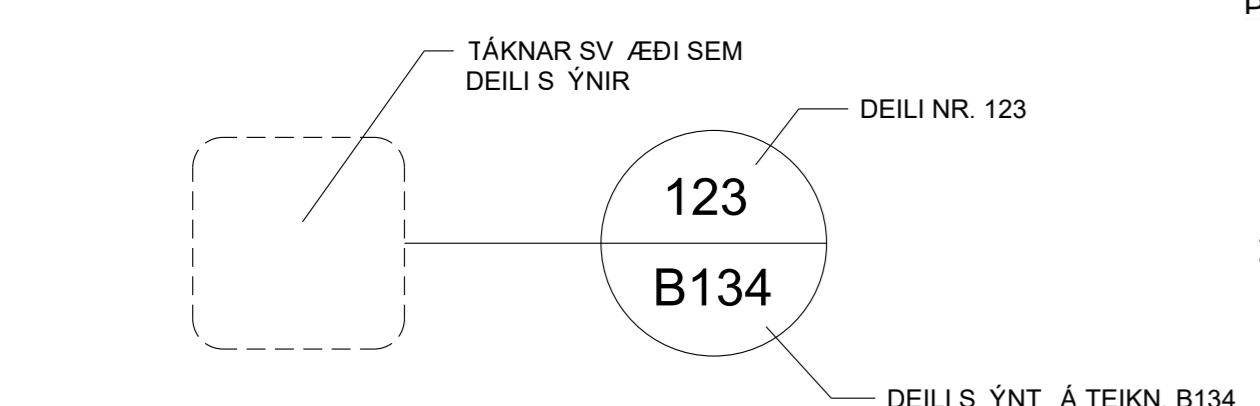 TÁKNAR SV ÆÐI SEM
DEILI S ÝNIR
DEILI NR. 123
123
B134
DEILI S ÝNT Á TEIKN. B134